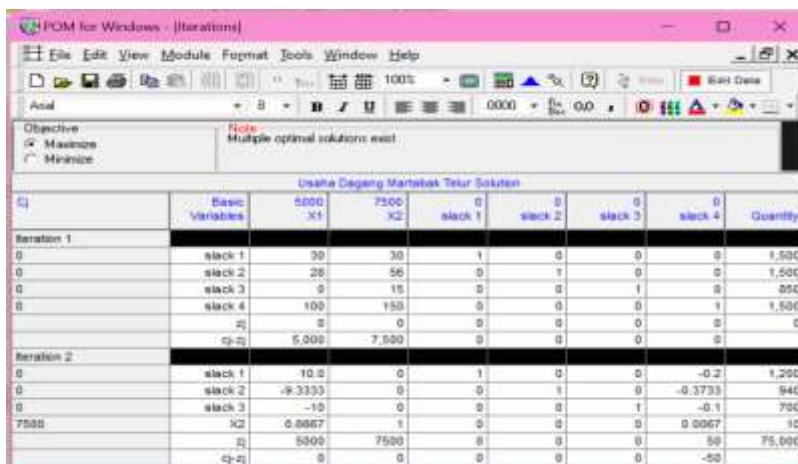 POM for Windows - [Iterations]
File Edit View Module Format Tools Window Help
100% Edit Data
Arial 8 B I U 0000 0.0 ,
Objective
Maximize
Minimize
Note
Multiple optimal solutions exist
Usaha Dagang Martabak Telur Solution
Cj Basic Variables 5000 X1 7500 X2 0 slack 1 0 slack 2 0 slack 3 0 slack 4 Quantity
Iteration 1
0 slack 1 30 30 1 0 0 0 1,500
0 slack 2 28 56 0 1 0 0 1,500
0 slack 3 0 15 0 0 1 0 850
0 slack 4 100 150 0 0 0 1 1,500
zj 0 0 0 0 0 0 0
cj-zj 5,000 7,500 0 0 0 0
Iteration 2
0 slack 1 10.0 0 1 0 0 -0.2 1,200
0 slack 2 -9.3333 0 0 1 0 -0.3733 940
0 slack 3 -10 0 0 0 1 -0.1 700
7500 X2 0.6667 1 0 0 0 0.0067 10
zj 5000 7500 0 0 0 50 75,000
cj-zj 0 0 0 0 0 -50